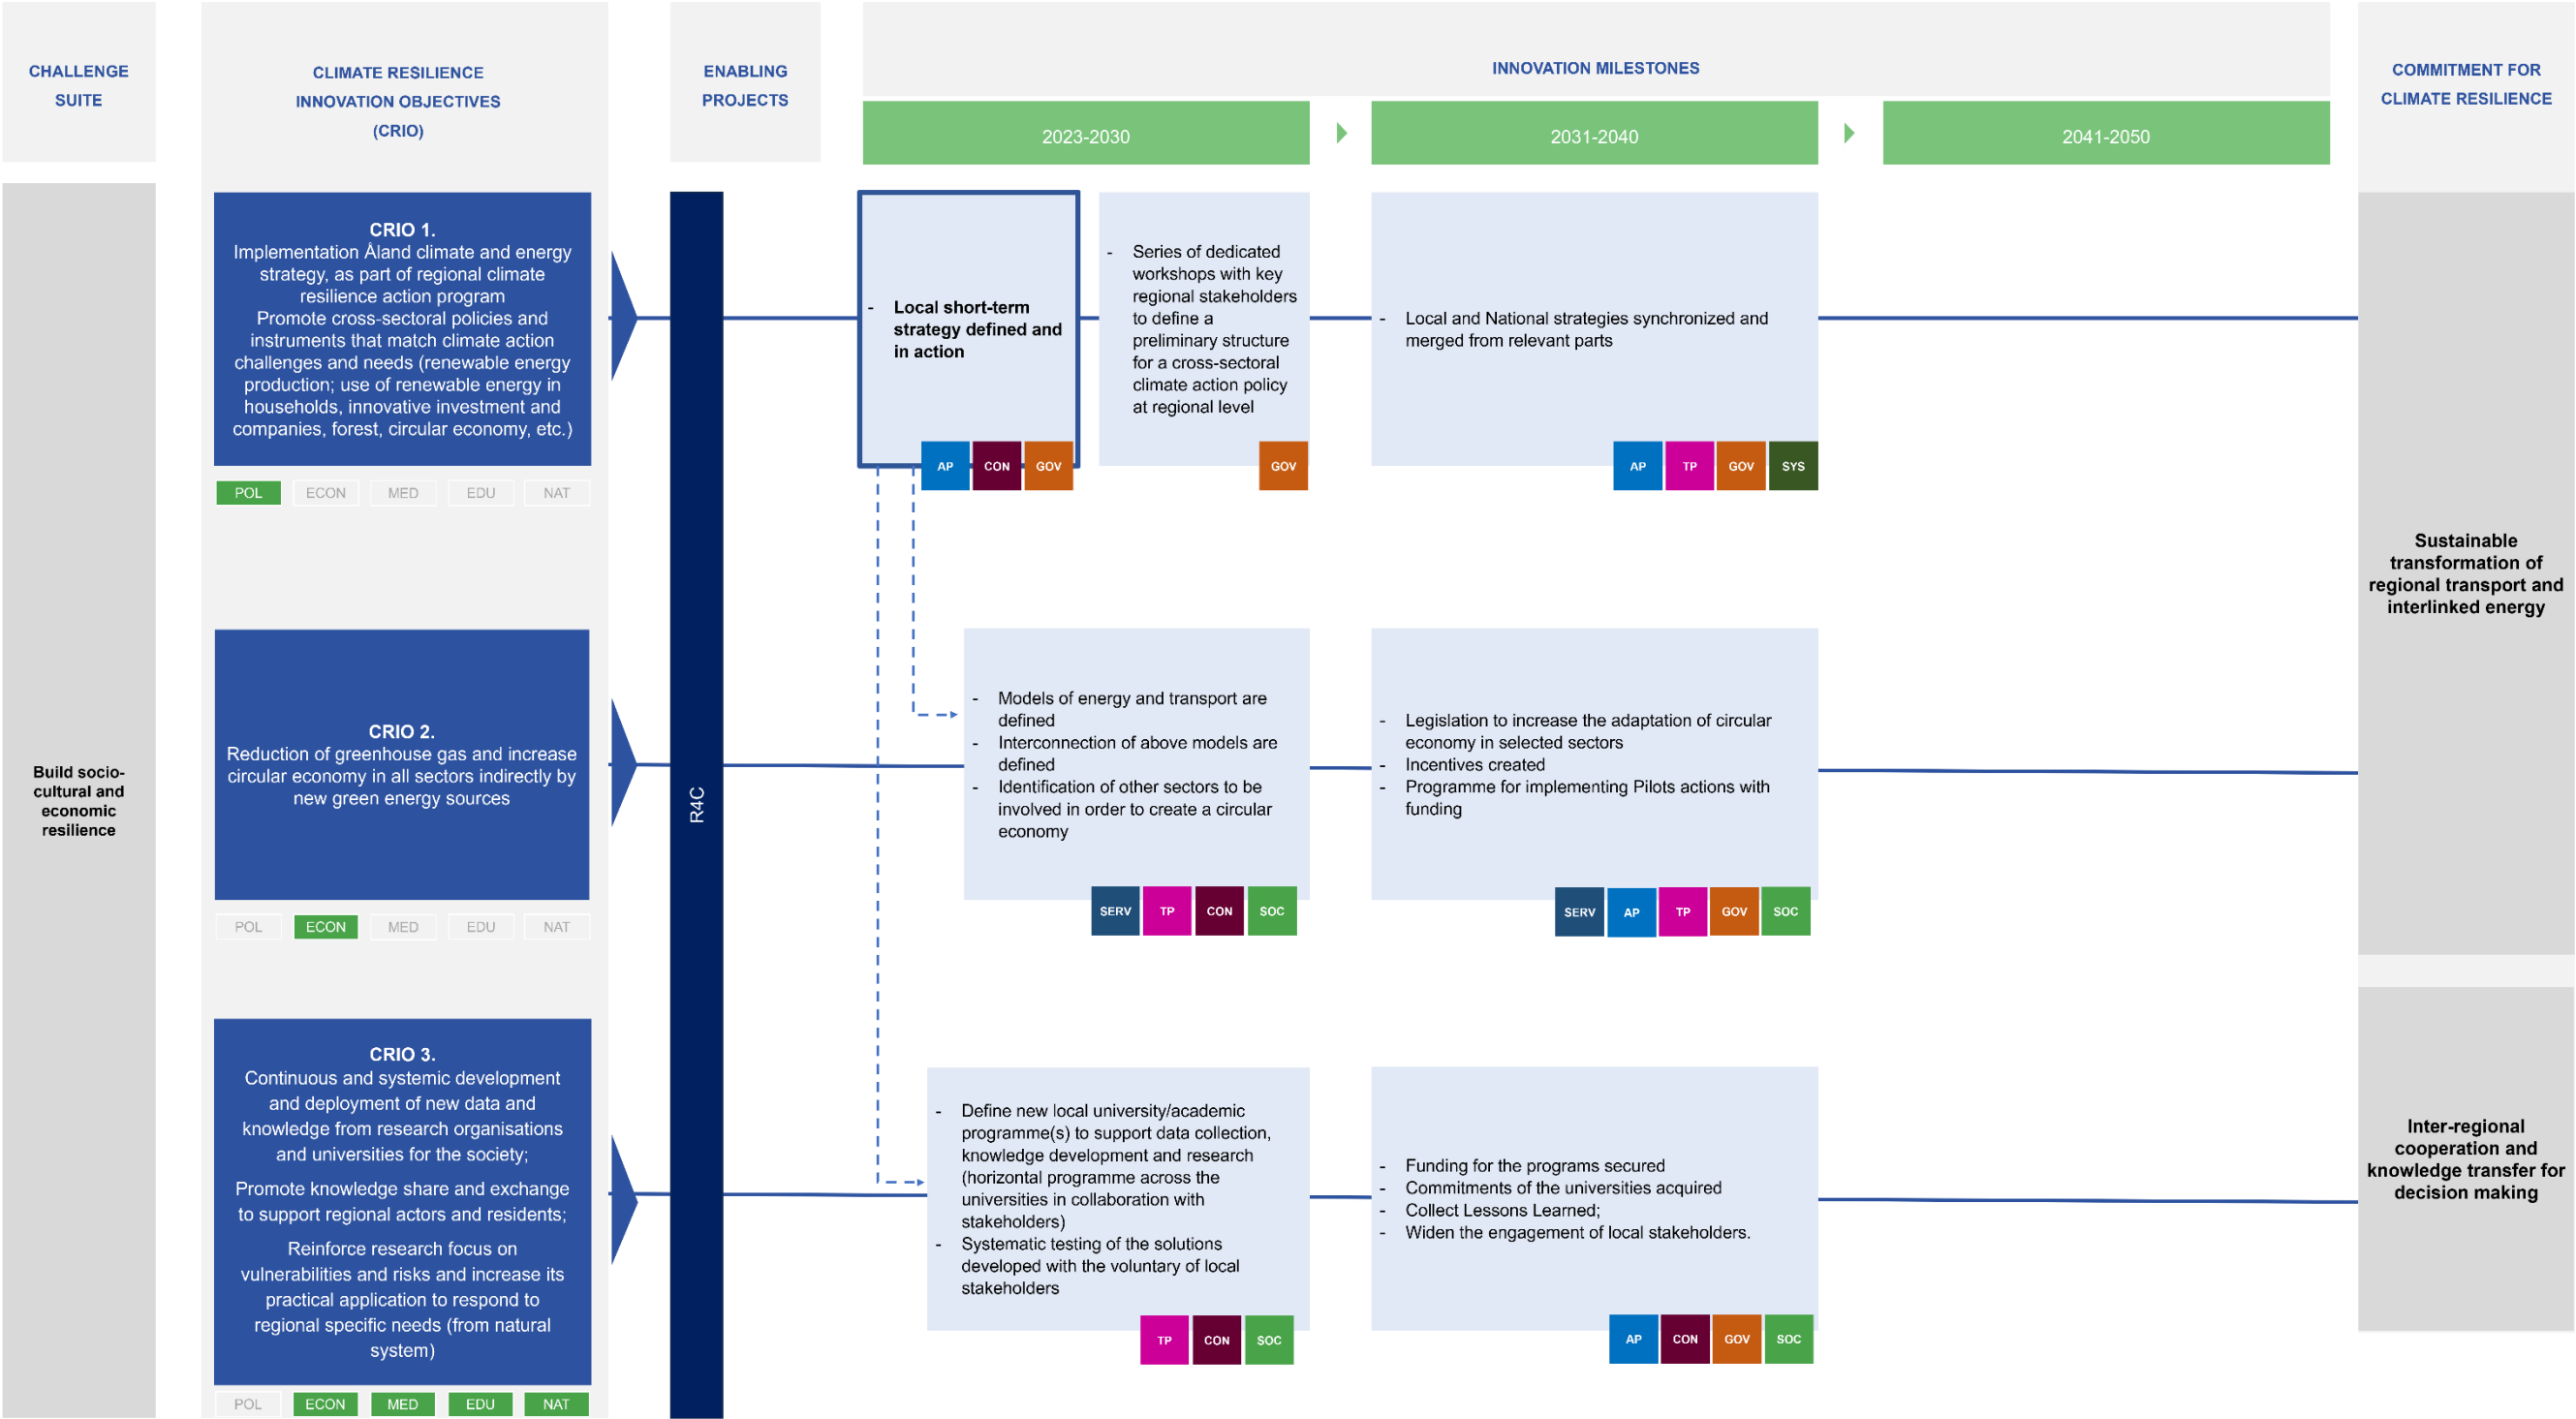 CHALLENGE
SUITE
CLIMATE RESILIENCE
INNOVATION OBJECTIVES
(CRIO)
ENABLING
PROJECTS
INNOVATION MILESTONES
2023-2030
2031-2040
2041-2050
COMMITMENT FOR
CLIMATE RESILIENCE
Build socio-
cultural and
economic
resilience
CRIO 1.
Implementation Åland climate and energy
strategy, as part of regional climate
resilience action program
Promote cross-sectoral policies and
instruments that match climate action
challenges and needs (renewable energy
production; use of renewable energy in
households, innovative investment and
companies, forest, circular economy, etc.)
POL ECON MED EDU NAT
R4C
- Local short-term
strategy defined and
in action
AP CON GOV
- Series of dedicated
workshops with key
regional stakeholders
to define a
preliminary structure
for a cross-sectoral
climate action policy
at regional level
GOV
- Local and National strategies synchronized and
merged from relevant parts
AP TP GOV SYS
Sustainable
transformation of
regional transport and
interlinked energy
CRIO 2.
Reduction of greenhouse gas and increase
circular economy in all sectors indirectly by
new green energy sources
POL ECON MED EDU NAT
- Models of energy and transport are
defined
- Interconnection of above models are
defined
- Identification of other sectors to be
involved in order to create a circular
economy
SERV TP CON SOC
- Legislation to increase the adaptation of circular
economy in selected sectors
- Incentives created
- Programme for implementing Pilots actions with
funding
SERV AP TP GOV SOC
CRIO 3.
Continuous and systemic development
and deployment of new data and
knowledge from research organisations
and universities for the society;
Promote knowledge share and exchange
to support regional actors and residents;
Reinforce research focus on
vulnerabilities and risks and increase its
practical application to respond to
regional specific needs (from natural
system)
POL ECON MED EDU NAT
- Define new local university/academic
programme(s) to support data collection,
knowledge development and research
(horizontal programme across the
universities in collaboration with
stakeholders)
- Systematic testing of the solutions
developed with the voluntary of local
stakeholders
TP CON SOC
- Funding for the programs secured
- Commitments of the universities acquired
- Collect Lessons Learned;
- Widen the engagement of local stakeholders.
AP CON GOV SOC
Inter-regional
cooperation and
knowledge transfer for
decision making